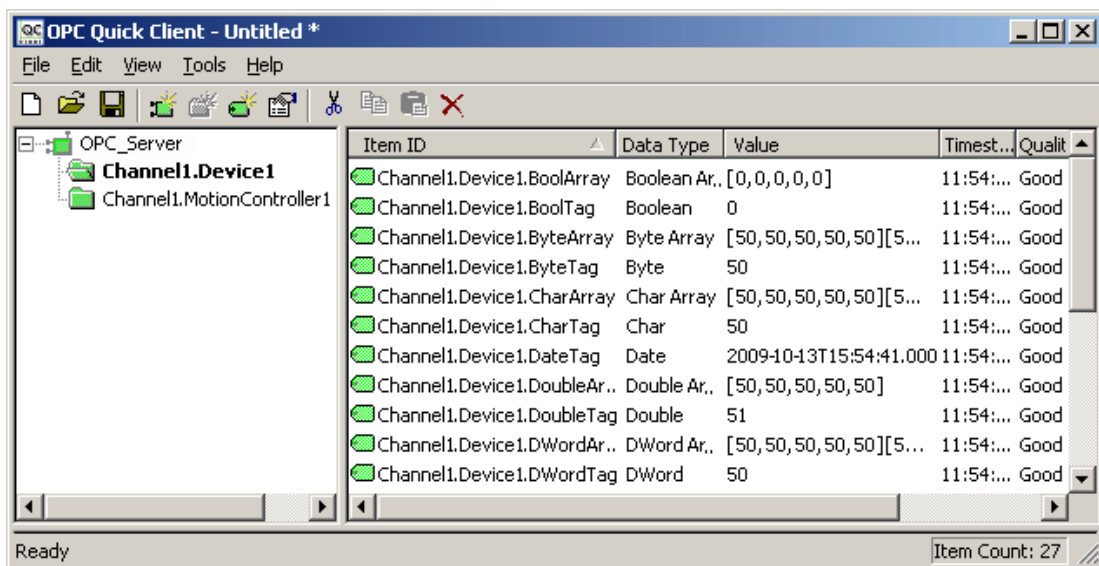 OPC Quick Client - Untitled *
File Edit View Tools Help
OPC_Server
Channel1.Device1
Channel1.MotionController1
Item ID Data Type Value Timest... Qualit
Channel1.Device1.BoolArray Boolean Ar.. [0,0,0,0,0] 11:54:... Good
Channel1.Device1.BoolTag Boolean 0 11:54:... Good
Channel1.Device1.ByteArray Byte Array [50,50,50,50,50][5... 11:54:... Good
Channel1.Device1.ByteTag Byte 50 11:54:... Good
Channel1.Device1.CharArray Char Array [50,50,50,50,50][5... 11:54:... Good
Channel1.Device1.CharTag Char 50 11:54:... Good
Channel1.Device1.DateTag Date 2009-10-13T15:54:41.000 11:54:... Good
Channel1.Device1.DoubleAr.. Double Ar.. [50,50,50,50,50] 11:54:... Good
Channel1.Device1.DoubleTag Double 51 11:54:... Good
Channel1.Device1.DWordAr.. DWord Ar.. [50,50,50,50,50][5... 11:54:... Good
Channel1.Device1.DWordTag DWord 50 11:54:... Good
Ready Item Count: 27